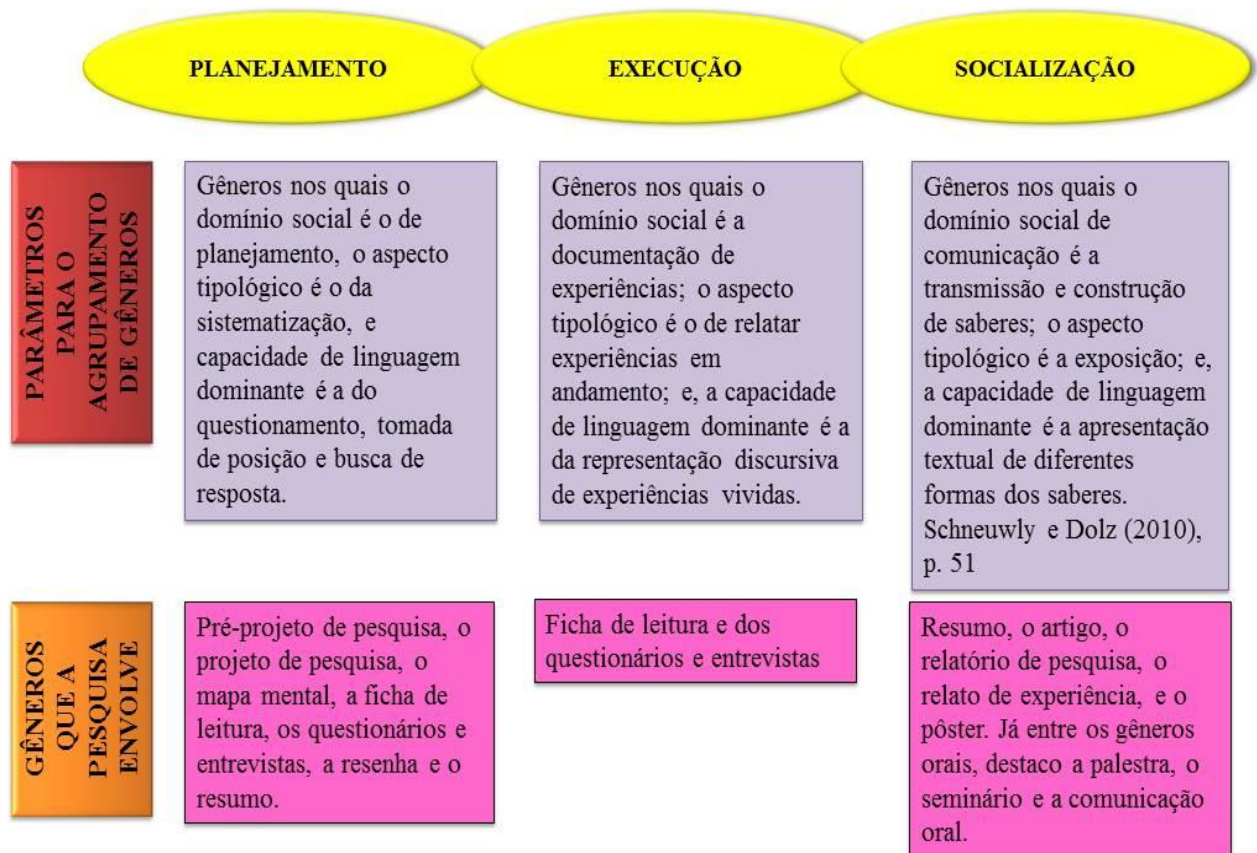 PLANEJAMENTO
EXECUÇÃO
SOCIALIZAÇÃO
PARÂMETROS
PARA O
AGRUPAMENTO
DE GÊNEROS
Gêneros nos quais o
domínio social é o de
planejamento, o aspecto
tipológico é o da
sistematização, e
capacidade de linguagem
dominante é a do
questionamento, tomada
de posição e busca de
resposta.
Gêneros nos quais o
domínio social é a
documentação de
experiências; o aspecto
tipológico é o de relatar
experiências em
andamento; e, a capacidade
de linguagem dominante é a
da representação discursiva
de experiências vividas.
Gêneros nos quais o
domínio social de
comunicação é a
transmissão e construção
de saberes; o aspecto
tipológico é a exposição; e,
a capacidade de linguagem
dominante é a apresentação
textual de diferentes
formas dos saberes.
Schneuwly e Dolz (2010),
p. 51
GÊNEROS
QUE A
PESQUISA
ENVOLVE
Pré-projeto de pesquisa, o
projeto de pesquisa, o
mapa mental, a ficha de
leitura, os questionários e
entrevistas, a resenha e o
resumo.
Ficha de leitura e dos
questionários e entrevistas
Resumo, o artigo, o
relatório de pesquisa, o
relato de experiência, e o
pôster. Já entre os gêneros
orais, destaco a palestra, o
seminário e a comunicação
oral.